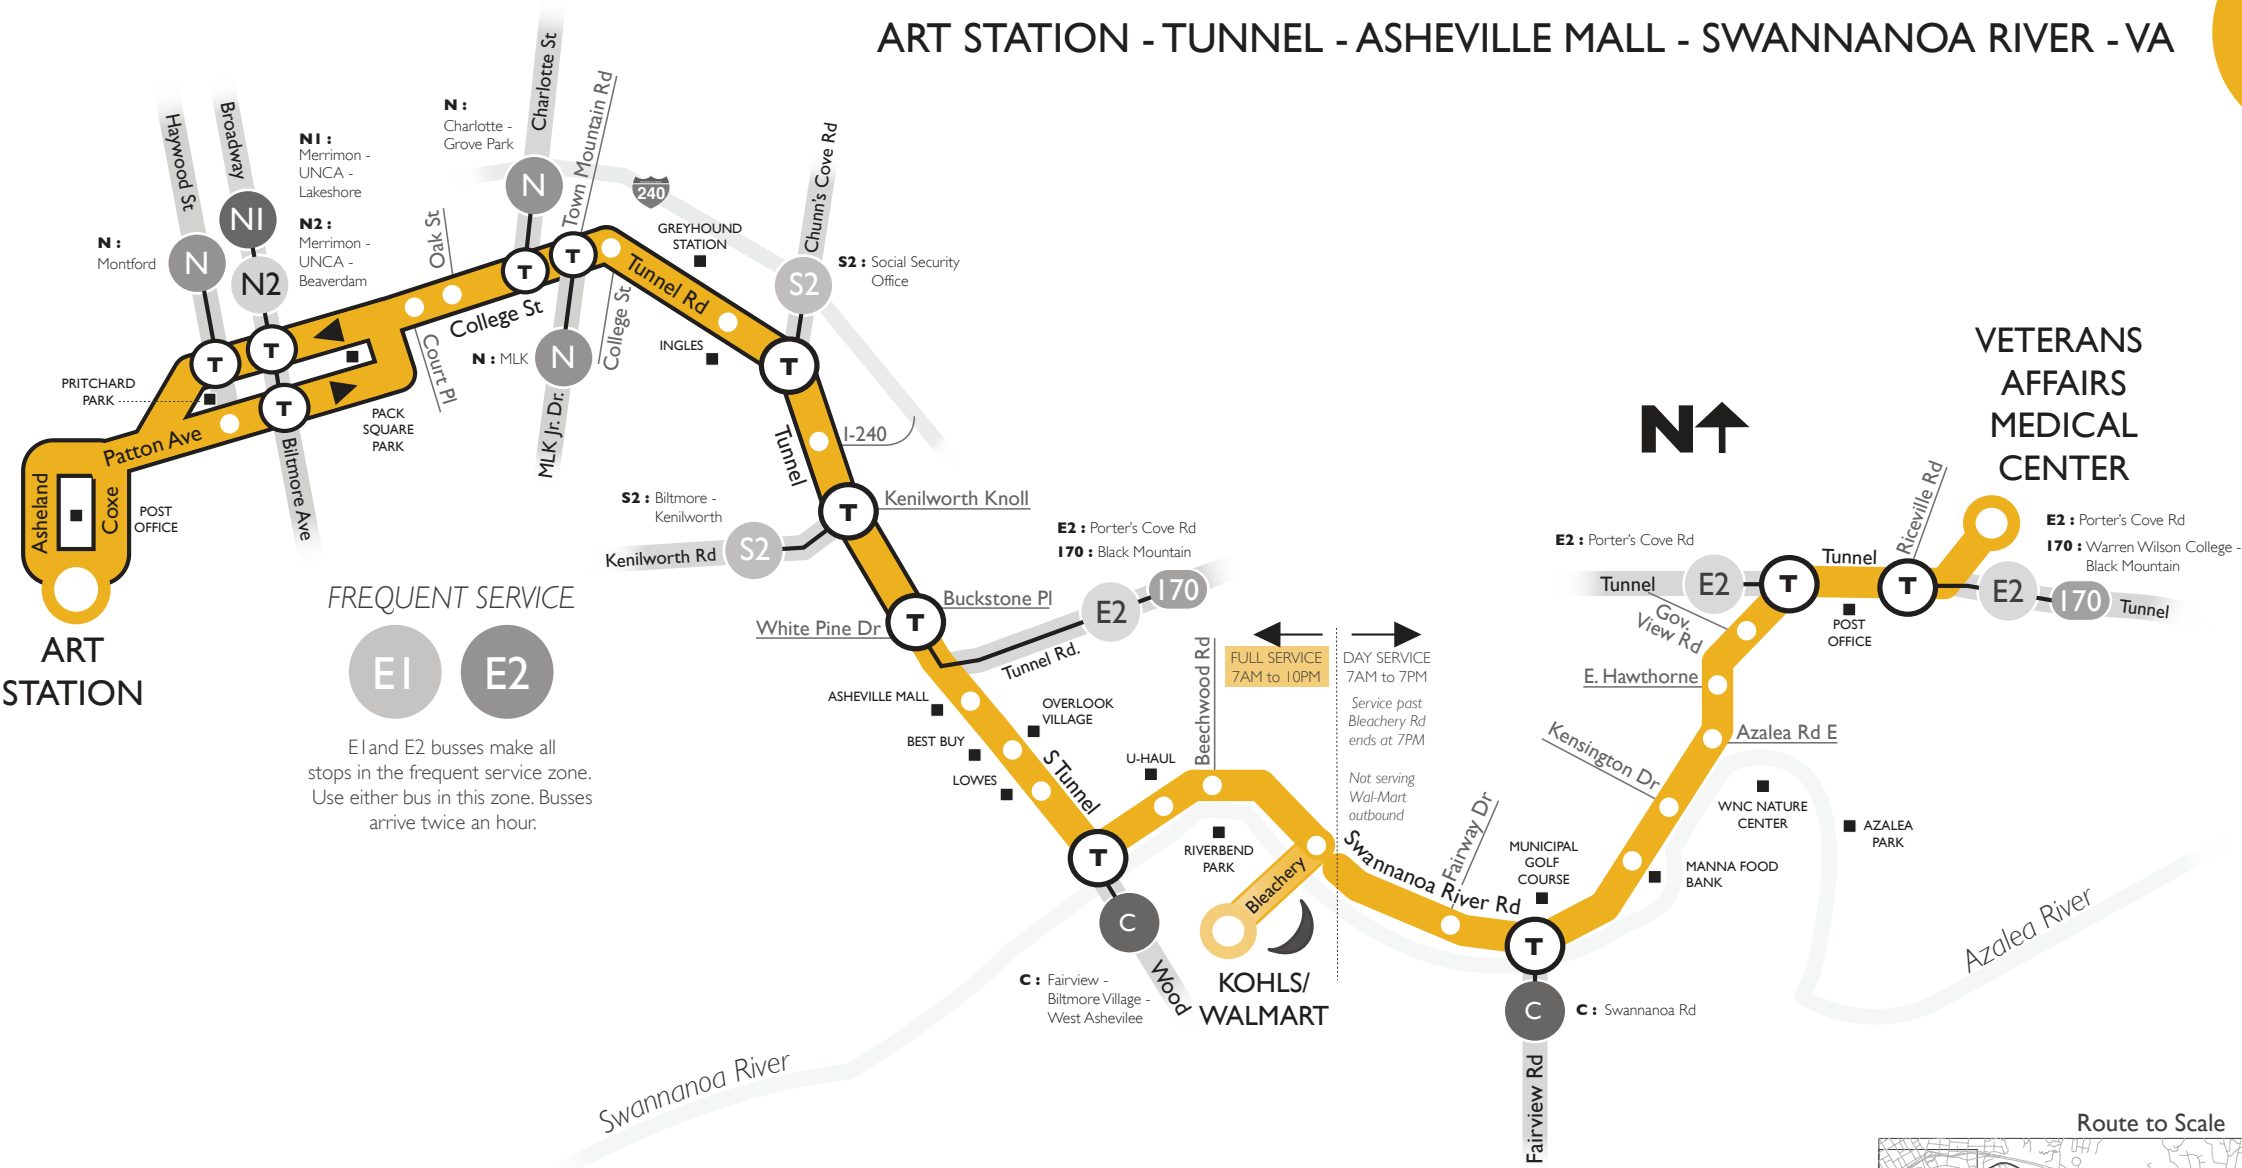 ART STATION - TUNNEL - ASHEVILLE MALL - SWANNANOA RIVER - VA
Haywood St
Broadway
N1 :
Merrimon -
UNCA -
Lakeshore
N2 :
Merrimon -
UNCA -
Beaverdam
N :
Montford
N
N1
N2
N :
Charlotte -
Grove Park
Charlotte St
N
Town Mountain Rd
240
Oak St
GREYHOUND
STATION
Chunn's Cove Rd
S2
S2 : Social Security
Office
T
T
T
T
T
T
Tunnel Rd
College St
College St
Court Pl
INGLES
N : MLK
N
MLK Jr. Dr.
PRITCHARD
PARK
PACK
SQUARE
PARK
Patton Ave
Biltmore Ave
Asheland
Coxe
POST
OFFICE
ART
STATION
Tunnel
I-240
T
Kenilworth Knoll
S2 : Biltmore -
Kenilworth
Kenilworth Rd
S2
FREQUENT SERVICE
E1
E2
E1and E2 busses make all
stops in the frequent service zone.
Use either bus in this zone. Busses
arrive twice an hour.
E2 : Porter's Cove Rd
170 : Black Mountain
Buckstone Pl
White Pine Dr
T
E2
170
Tunnel Rd.
ASHEVILLE MALL
OVERLOOK
VILLAGE
BEST BUY
LOWES
S Tunnel
U-HAUL
Beechwood Rd
FULL SERVICE
7AM to 10PM
DAY SERVICE
7AM to 7PM
Service past
Bleachery Rd
ends at 7PM
Not serving
Wal-Mart
outbound
T
C
C : Fairview -
Biltmore Village -
West Ashevilee
Wood
RIVERBEND
PARK
Bleachery
KOHLS/
WALMART
Swannanoa River Rd
Fairway Dr
MUNICIPAL
GOLF
COURSE
T
C
C : Swannanoa Rd
Fairview Rd
Kensington Dr
MANNA FOOD
BANK
WNC NATURE
CENTER
AZALEA
PARK
Azalea Rd E
E. Hawthorne
Gov.
View Rd
N
VETERANS
AFFAIRS
MEDICAL
CENTER
E2 : Porter's Cove Rd
Tunnel
E2
T
Tunnel
T
Riceville Rd
POST
OFFICE
E2 : Porter's Cove Rd
170 : Warren Wilson College -
Black Mountain
E2
170
Tunnel
Swannanoa River
Azalea River
Route to Scale